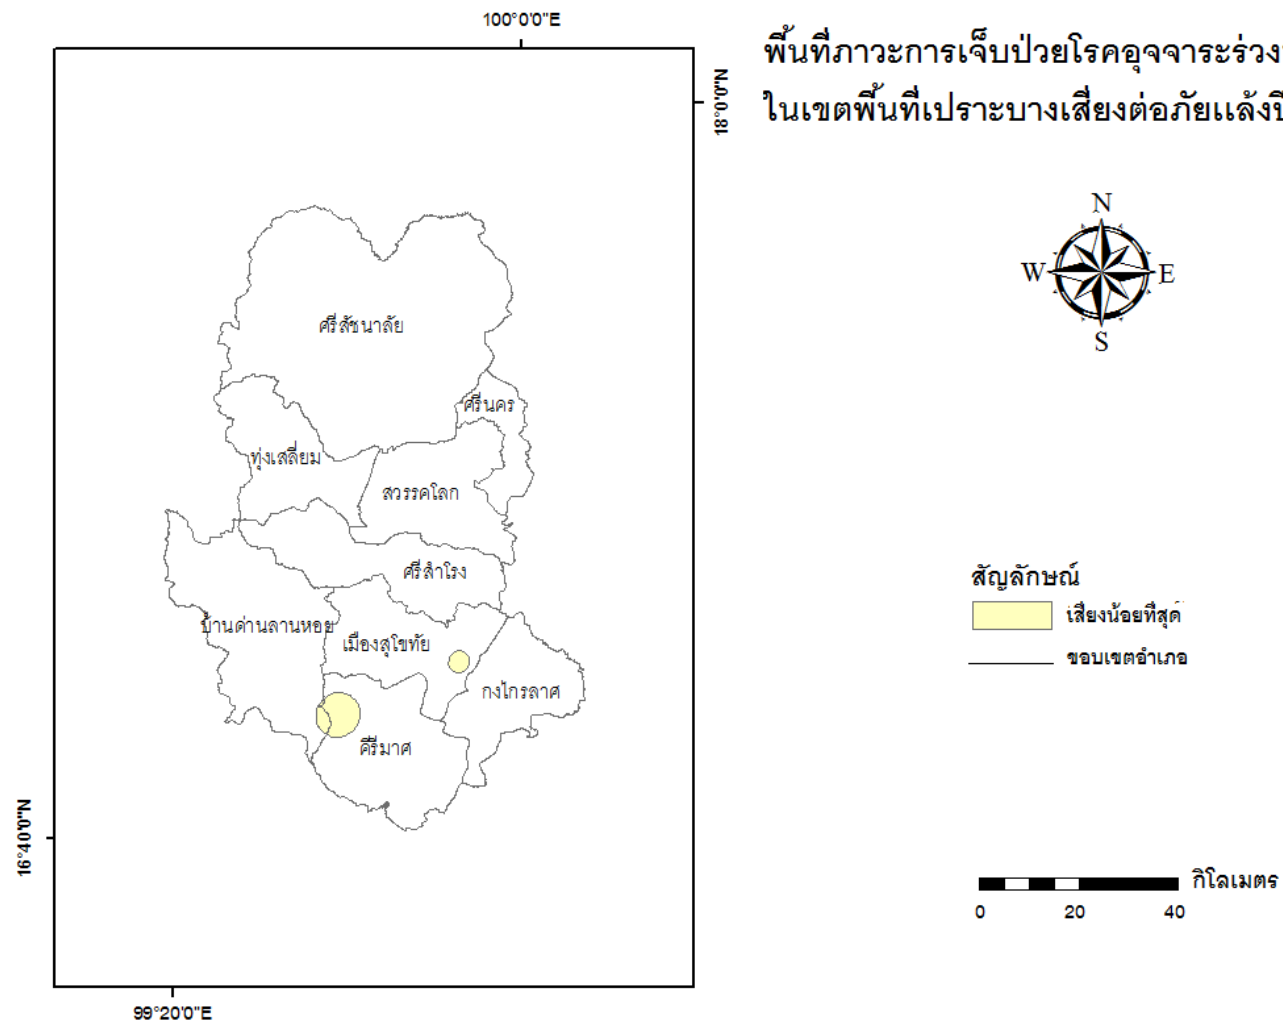 100°0'0"E
พื้นที่ภาวะการเจ็บป่วยโรคอุจจาระร่วง
18°0'0"N
ในเขตพื้นที่เปราะบางเสี่ยงต่อภัยแล้งปี
N
W
E
S
ศรีสัชนาลัย
ศรีนคร
ทุ่งเสลี่ยม
สวรรคโลก
ศรีสำโรง
สัญลักษณ์
เสี่ยงน้อยที่สุด
บ้านด่านลานหอย
เมืองสุโขทัย
ขอบเขตอำเภอ
กงไกรลาศ
คีรีมาศ
16°40'0"N
กิโลเมตร
0 20 40
99°20'0"E